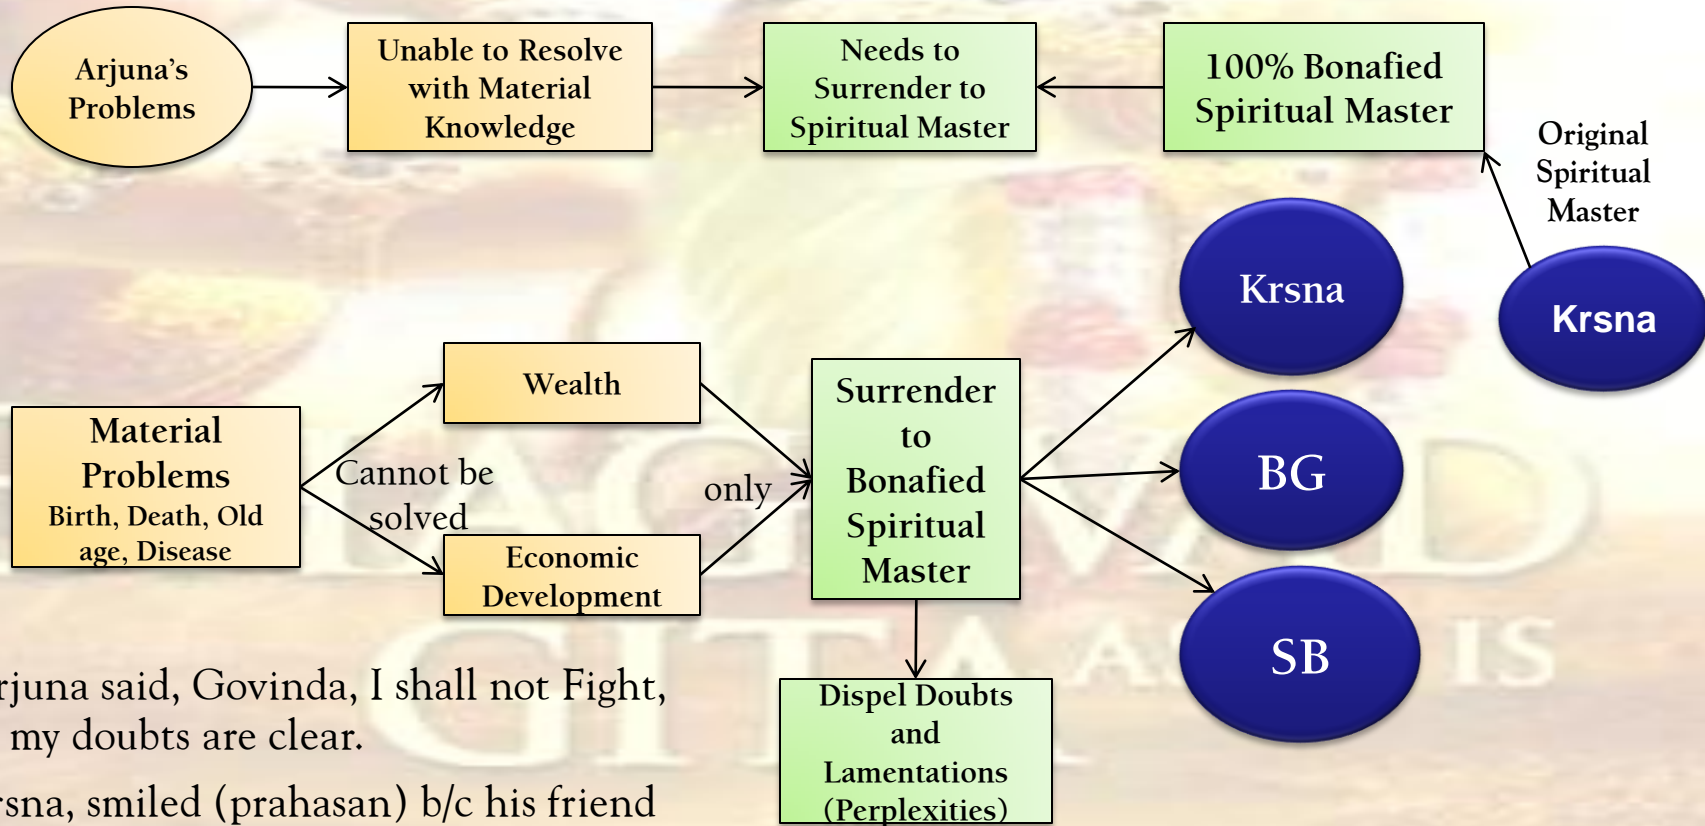 Arjuna's
Problems
Unable to Resolve
with Material
Knowledge
Needs to
Surrender to
Spiritual Master
100% Bonafied
Spiritual Master
Original
Spiritual
Master
Krsna
Krsna
Material
Problems
Birth, Death, Old
age, Disease
Cannot be
solved
Wealth
Economic
Development
only
Surrender
to
Bonafied
Spiritual
Master
BG
SB
Dispel Doubts
and
Lamentations
(Perplexities)
rjuna said, Govinda, I shall not Fight,
my doubts are clear.
rsna, smiled (prahasan) b/c his friend
GITA AS IS